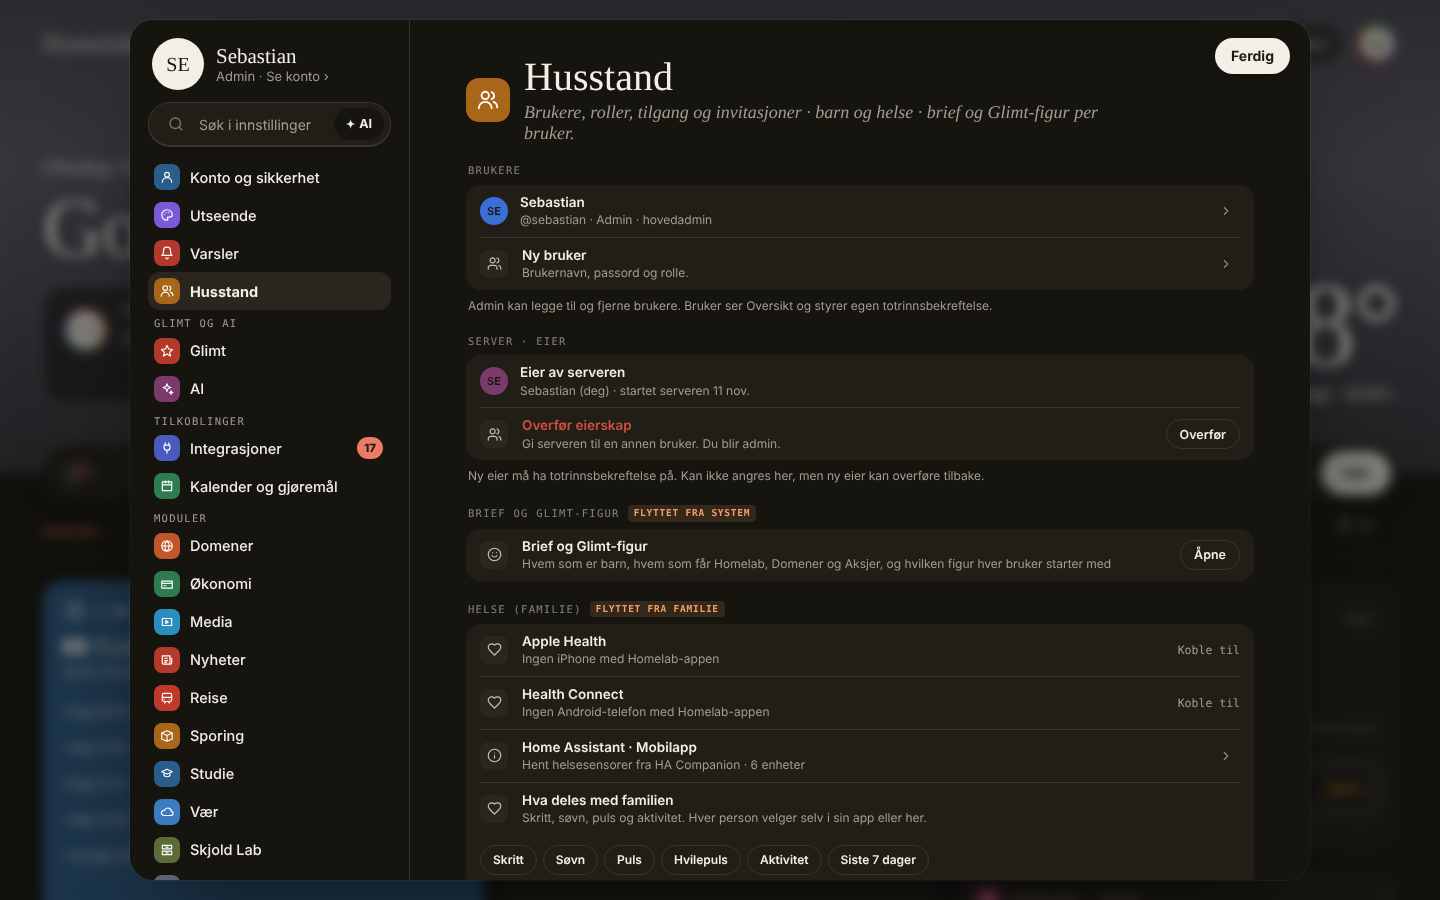 SE
Sebastian
Admin · Se konto ›
Søk i innstillinger
✦ AI
Konto og sikkerhet
Utseende
Varsler
Husstand
GLIMT OG AI
Glimt
AI
TILKOBLINGER
Integrasjoner
17
Kalender og gjøremål
MODULER
Domener
Økonomi
Media
Nyheter
Reise
Sporing
Studie
Vær
Skjold Lab
Ferdig
Husstand
Brukere, roller, tilgang og invitasjoner · barn og helse · brief og Glimt-figur per
bruker.
BRUKERE
SE
Sebastian
@sebastian · Admin · hovedadmin
Ny bruker
Brukernavn, passord og rolle.
Admin kan legge til og fjerne brukere. Bruker ser Oversikt og styrer egen totrinnsbekreftelse.
SERVER · EIER
SE
Eier av serveren
Sebastian (deg) · startet serveren 11 nov.
Overfør eierskap
Gi serveren til en annen bruker. Du blir admin.
Overfør
Ny eier må ha totrinnsbekreftelse på. Kan ikke angres her, men ny eier kan overføre tilbake.
BRIEF OG GLIMT-FIGUR FLYTTET FRA SYSTEM
Brief og Glimt-figur
Hvem som er barn, hvem som får Homelab, Domener og Aksjer, og hvilken figur hver bruker starter med
Åpne
HELSE (FAMILIE) FLYTTET FRA FAMILIE
Apple Health
Ingen iPhone med Homelab-appen
Koble til
Health Connect
Ingen Android-telefon med Homelab-appen
Koble til
Home Assistant · Mobilapp
Hent helsesensorer fra HA Companion · 6 enheter
Hva deles med familien
Skritt, søvn, puls og aktivitet. Hver person velger selv i sin app eller her.
Skritt Søvn Puls Hvilepuls Aktivitet Siste 7 dager
8°